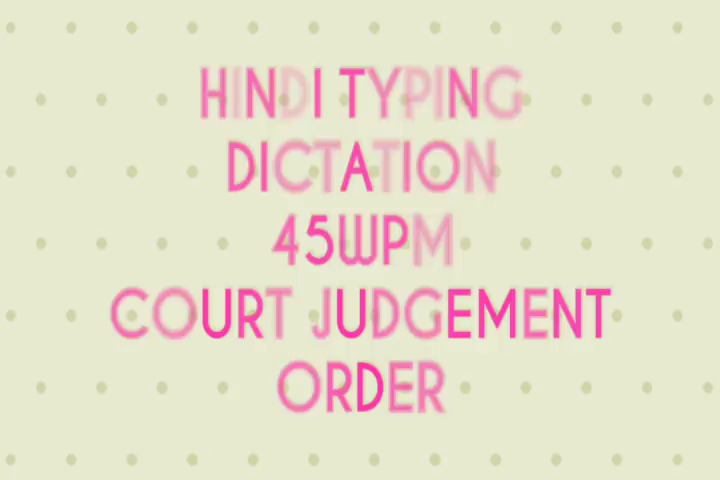 HINDI TYPING
DICTATION
45WPM
COURT JUDGEMENT
ORDER